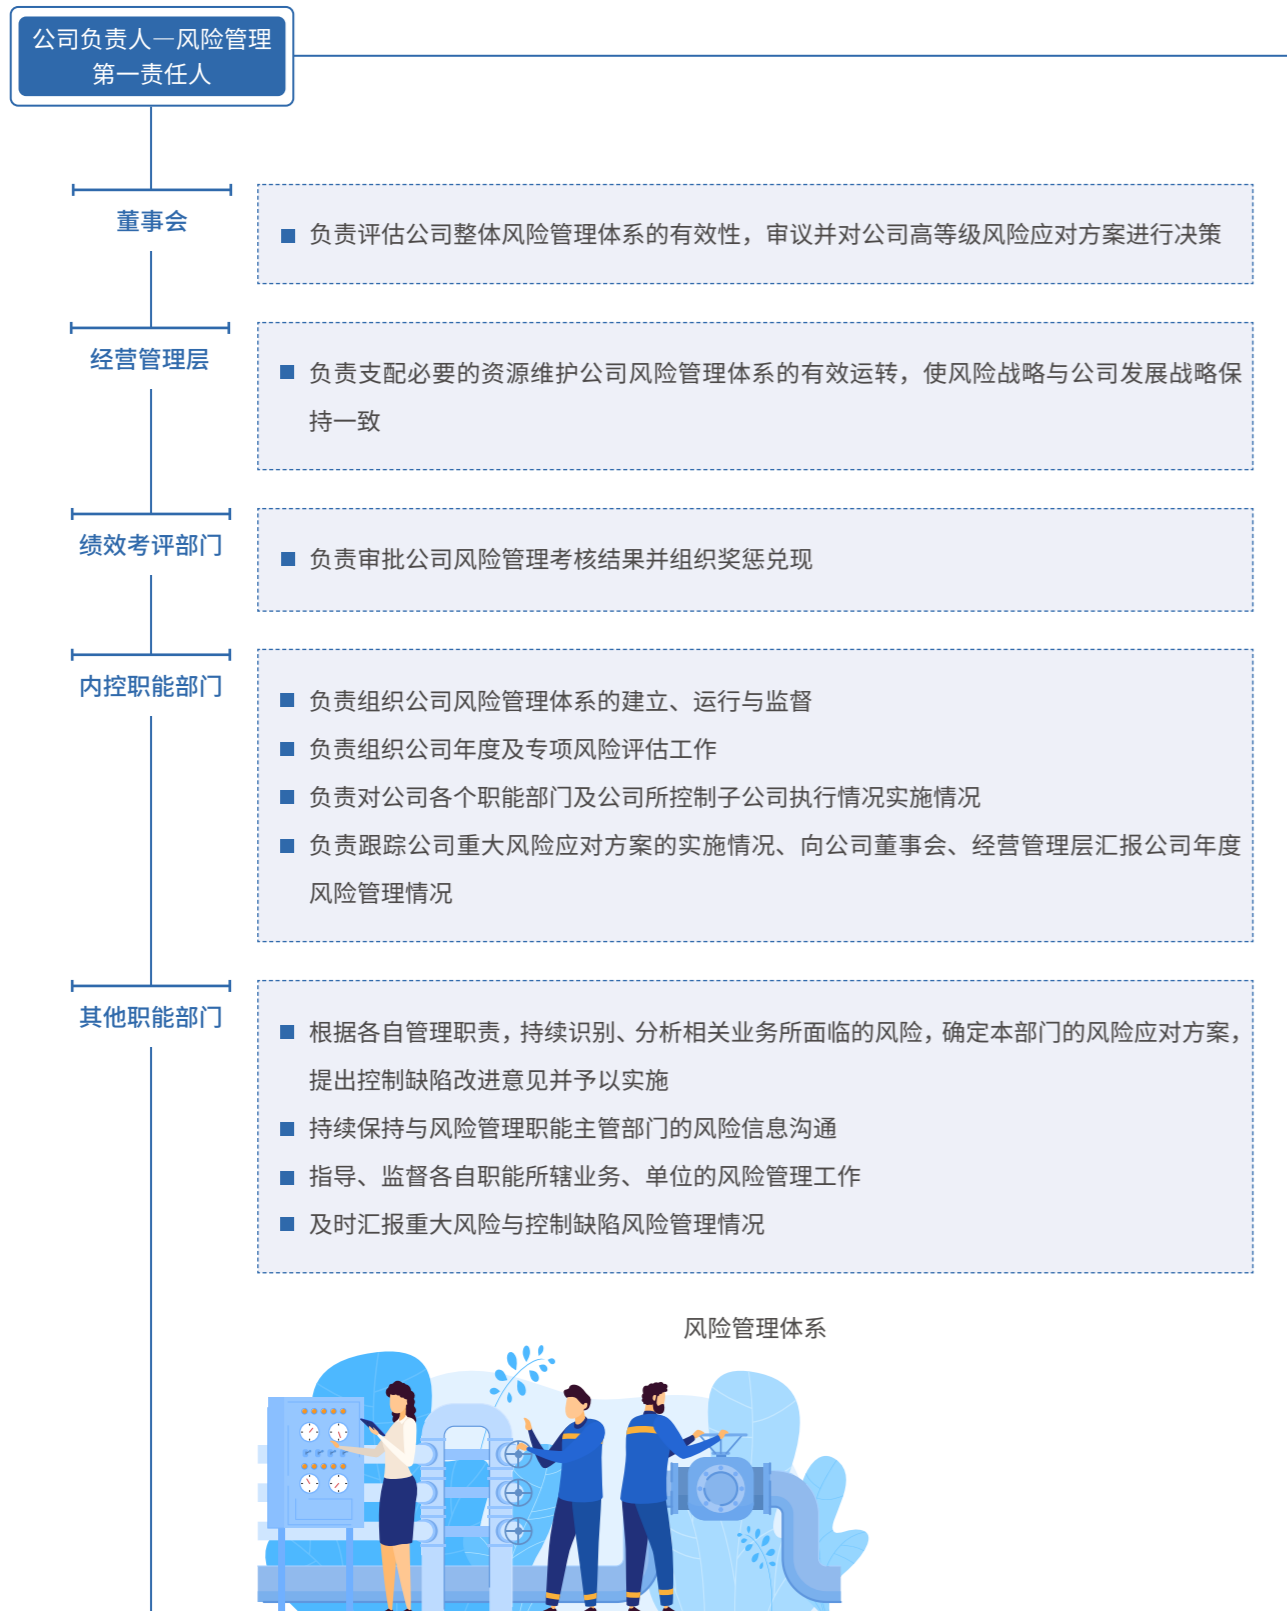 公司负责人—风险管理
第一责任人
董事会
■ 负责评估公司整体风险管理体系的有效性，审议并对公司高等级风险应对方案进行决策
经营管理层
■ 负责支配必要的资源维护公司风险管理体系的有效运转，使风险战略与公司发展战略保
持一致
绩效考评部门
■ 负责审批公司风险管理考核结果并组织奖惩兑现
内控职能部门
■ 负责组织公司风险管理体系的建立、运行与监督
■ 负责组织公司年度及专项风险评估工作
■ 负责对公司各个职能部门及公司所控制子公司执行情况实施情况
■ 负责跟踪公司重大风险应对方案的实施情况、向公司董事会、经营管理层汇报公司年度
风险管理情况
其他职能部门
■ 根据各自管理职责，持续识别、分析相关业务所面临的风险，确定本部门的风险应对方案，
提出控制缺陷改进意见并予以实施
■ 持续保持与风险管理职能主管部门的风险信息沟通
■ 指导、监督各自职能所辖业务、单位的风险管理工作
■ 及时汇报重大风险与控制缺陷风险管理情况
风险管理体系